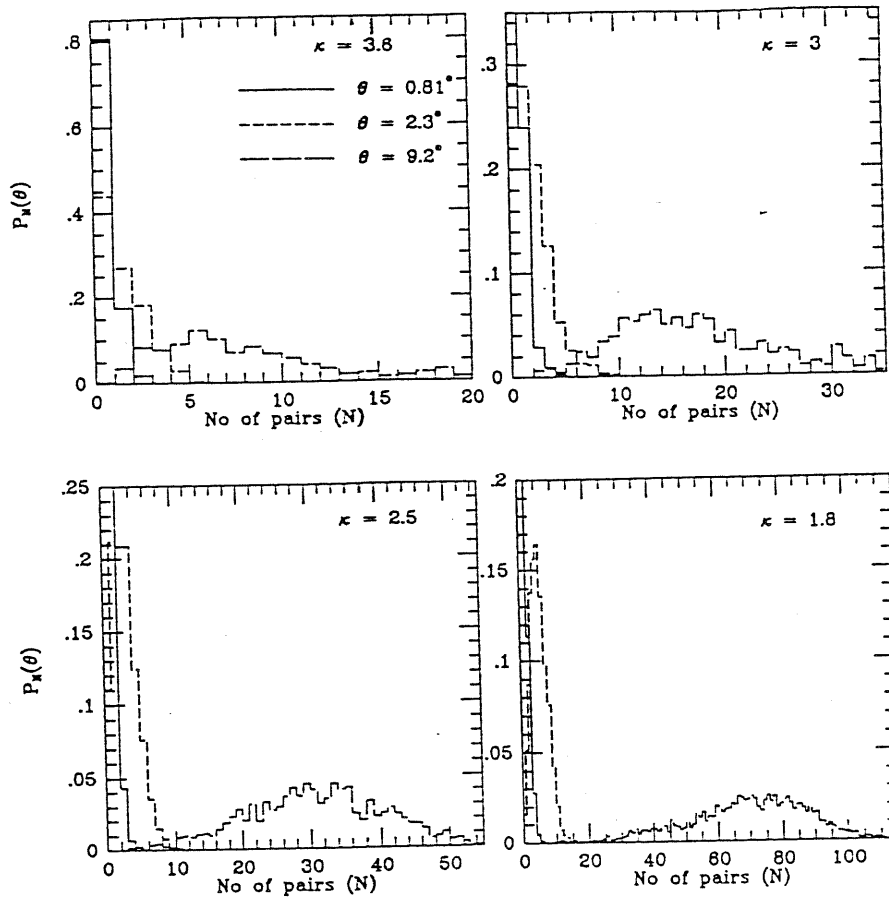 κ = 3.8
θ = 0.81°
θ = 2.3°
θ = 9.2°
.8
.6
.4
.2
0
P_N(θ)
0 5 10 15 20
No of pairs (N)
κ = 3
.3
.2
.1
0
0 10 20 30
No of pairs (N)
κ = 2.5
.25
.2
.15
.1
.05
0
P_N(θ)
0 10 20 30 40 50
No of pairs (N)
κ = 1.8
.2
.15
.1
.05
0
0 20 40 60 80 100
No of pairs (N)